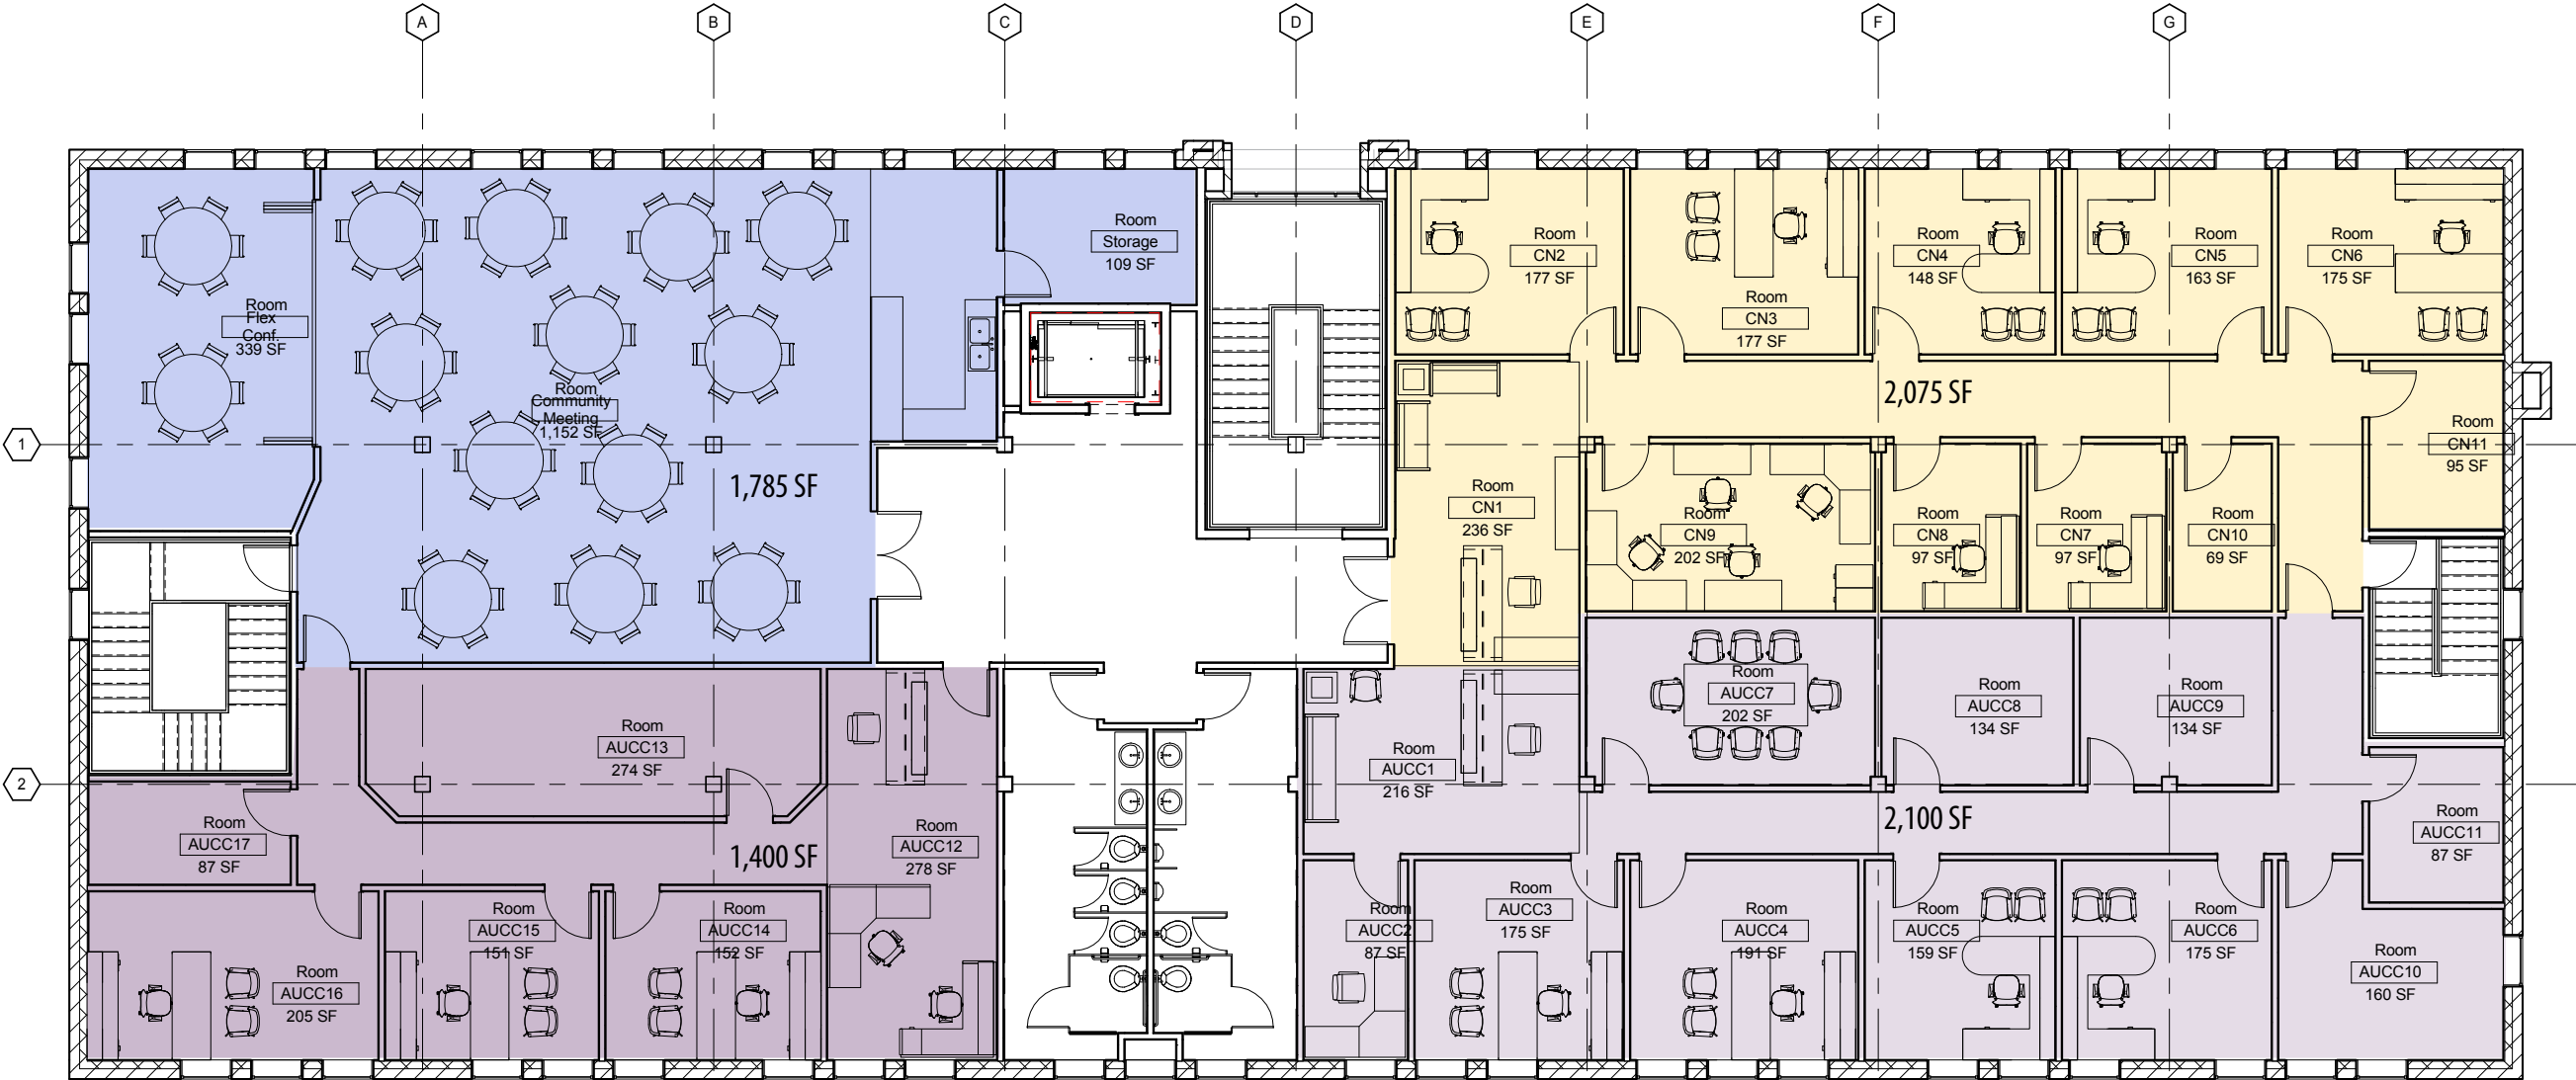 A
B
C
D
E
F
G
1
2
Room
Flex
Conf.
339 SF
Room
Community
Meeting
1,152 SF
1,785 SF
Room
Storage
109 SF
Room
CN2
177 SF
Room
CN3
177 SF
Room
CN4
148 SF
Room
CN5
163 SF
Room
CN6
175 SF
2,075 SF
Room
CN11
95 SF
Room
CN1
236 SF
Room
CN9
202 SF
Room
CN8
97 SF
Room
CN7
97 SF
Room
CN10
69 SF
Room
AUCC13
274 SF
Room
AUCC17
87 SF
1,400 SF
Room
AUCC12
278 SF
Room
AUCC16
205 SF
Room
AUCC15
151 SF
Room
AUCC14
152 SF
Room
AUCC1
216 SF
Room
AUCC7
202 SF
Room
AUCC8
134 SF
Room
AUCC9
134 SF
2,100 SF
Room
AUCC11
87 SF
Room
AUCC2
87 SF
Room
AUCC3
175 SF
Room
AUCC4
191 SF
Room
AUCC5
159 SF
Room
AUCC6
175 SF
Room
AUCC10
160 SF